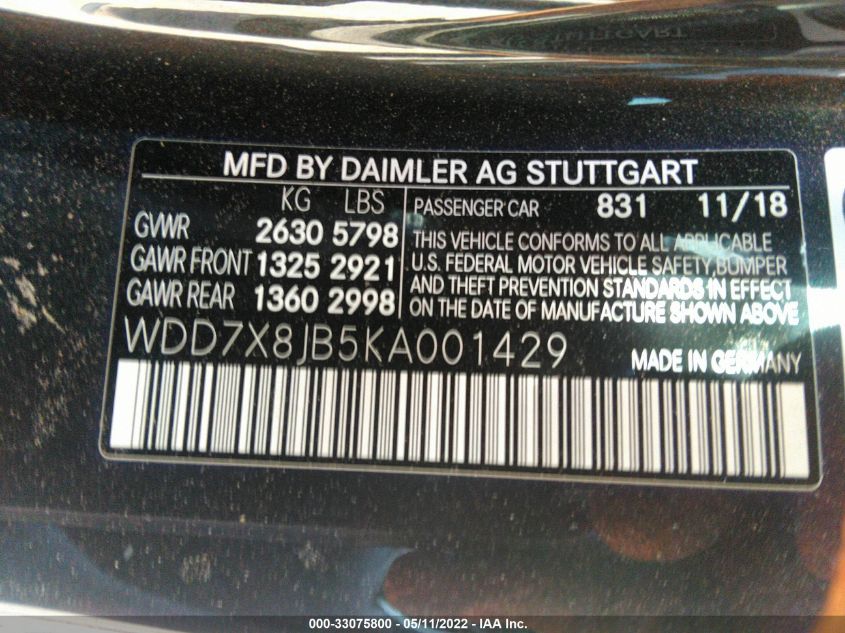 MFD BY DAIMLER AG STUTTGART
KG LBS
GVWR 2630 5798
GAWR FRONT 1325 2921
GAWR REAR 1360 2998
PASSENGER CAR 831 11/18
THIS VEHICLE CONFORMS TO ALL APPLICABLE
U.S. FEDERAL MOTOR VEHICLE SAFETY, BUMPER
AND THEFT PREVENTION STANDARDS IN EFFECT
ON THE DATE OF MANUFACTURE SHOWN ABOVE
WDD7X8JB5KA001429
MADE IN GERMANY
000-33075800 - 05/11/2022 - IAA Inc.